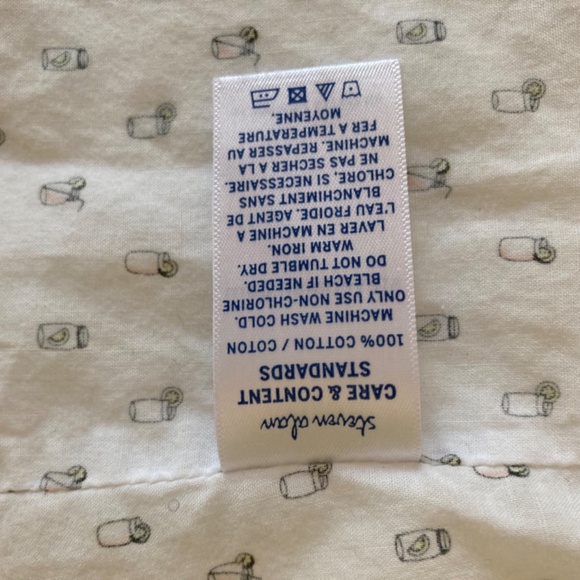 steven alan
CARE & CONTENT
STANDARDS
100% COTTON / COTON
MACHINE WASH COLD.
ONLY USE NON-CHLORINE
BLEACH IF NEEDED.
DO NOT TUMBLE DRY.
WARM IRON.
LAVER EN MACHINE A
L'EAU FROIDE. AGENT DE
BLANCHIMENT SANS
CHLORE, SI NECESSAIRE.
NE PAS SECHER A LA
MACHINE. REPASSER AU
FER A TEMPERATURE
MOYENNE.